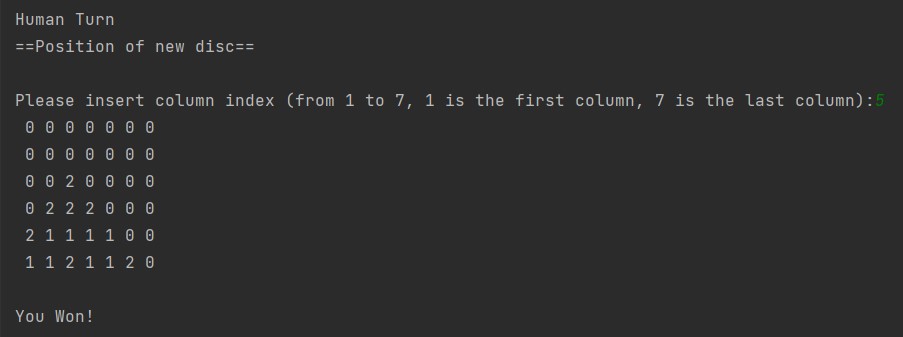 Human Turn
==Position of new disc==
Please insert column index (from 1 to 7, 1 is the first column, 7 is the last column):5
0 0 0 0 0 0 0
0 0 0 0 0 0 0
0 0 2 0 0 0 0
0 2 2 2 0 0 0
2 1 1 1 1 0 0
1 1 2 1 1 2 0
You Won!